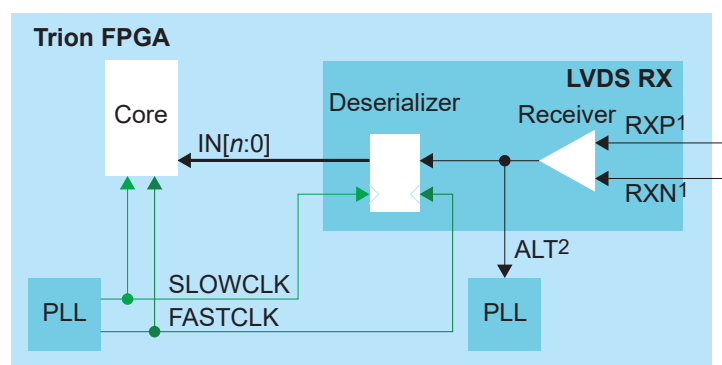 Trion FPGA
LVDS RX
Deserializer
Core
Receiver
RXP1
IN[n:0]
RXN1
ALT2
SLOWCLK
PLL
PLL
FASTCLK